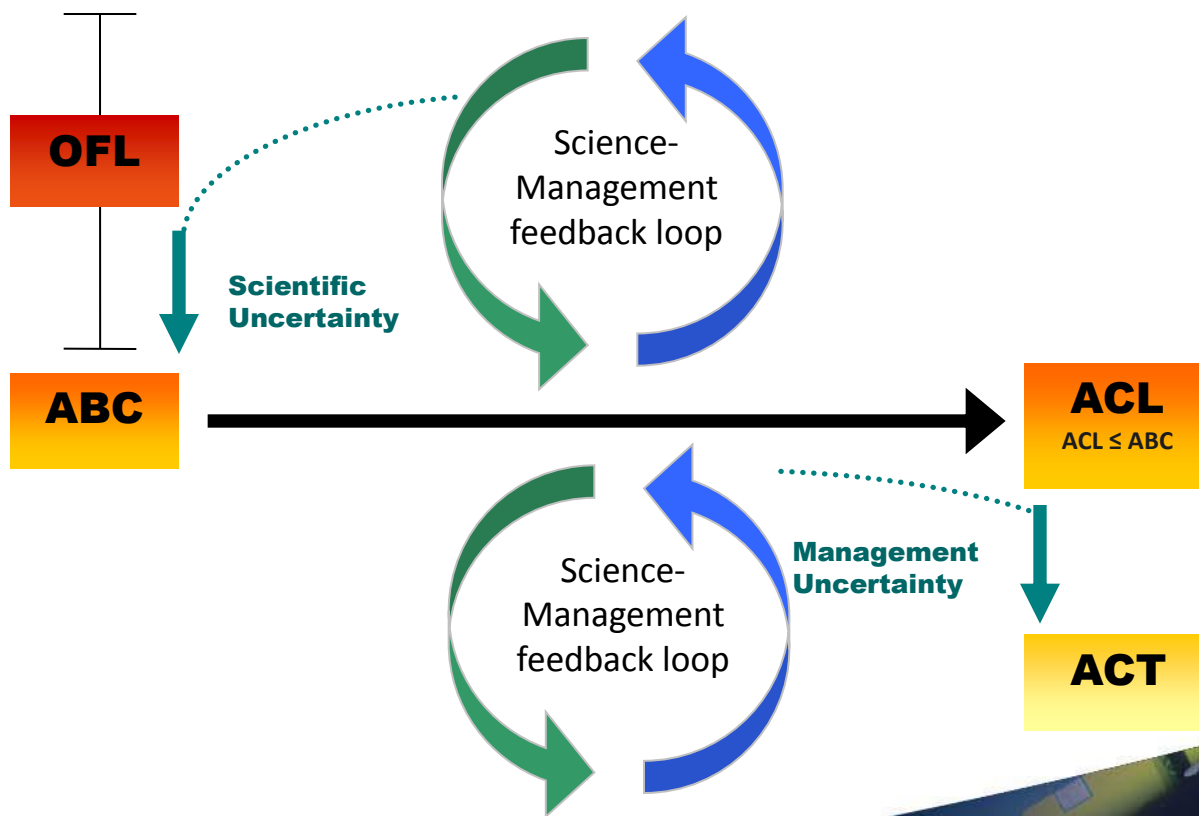 OFL
Science-
Management
feedback loop
Scientific
Uncertainty
ABC
ACL
ACL ≤ ABC
Science-
Management
feedback loop
Management
Uncertainty
ACT